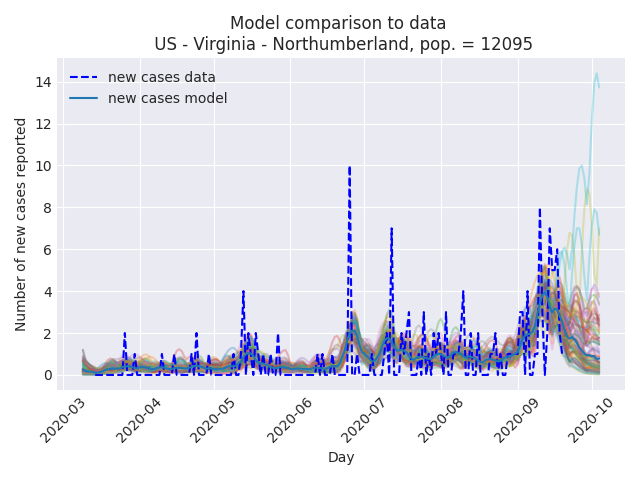 Model comparison to data
US - Virginia - Northumberland, pop. = 12095
new cases data
new cases model
Number of new cases reported
14
12
10
8
6
4
2
0
2020-03
2020-04
2020-05
2020-06
2020-07
2020-08
2020-09
2020-10
Day